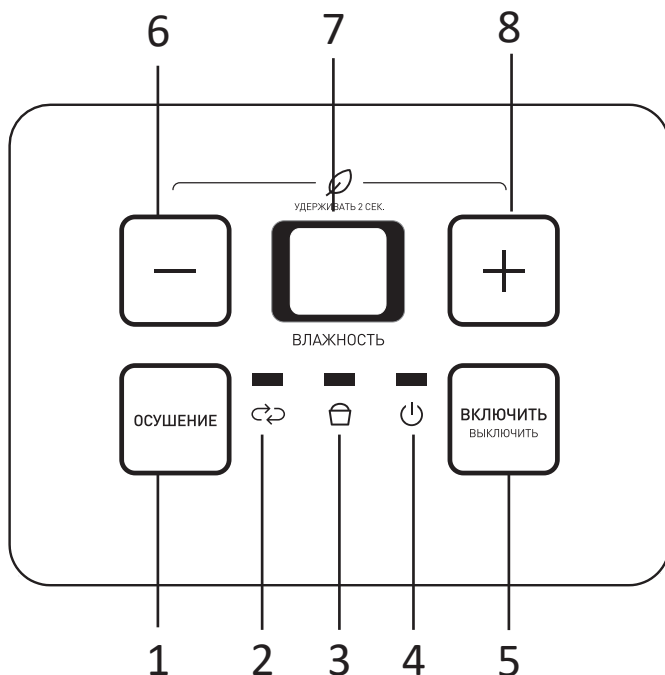 6 7 8
УДЕРЖИВАТЬ 2 СЕК.
ВЛАЖНОСТЬ
ОСУШЕНИЕ
ВКЛЮЧИТЬ
ВЫКЛЮЧИТЬ
1 2 3 4 5